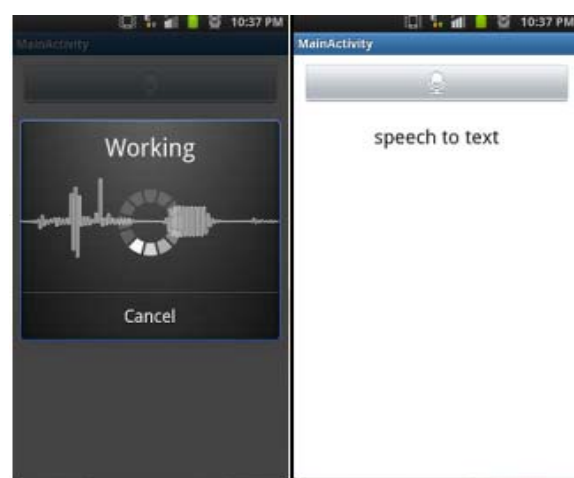 10:37 PM
MainActivity
Working
Cancel
10:37 PM
MainActivity
speech to text